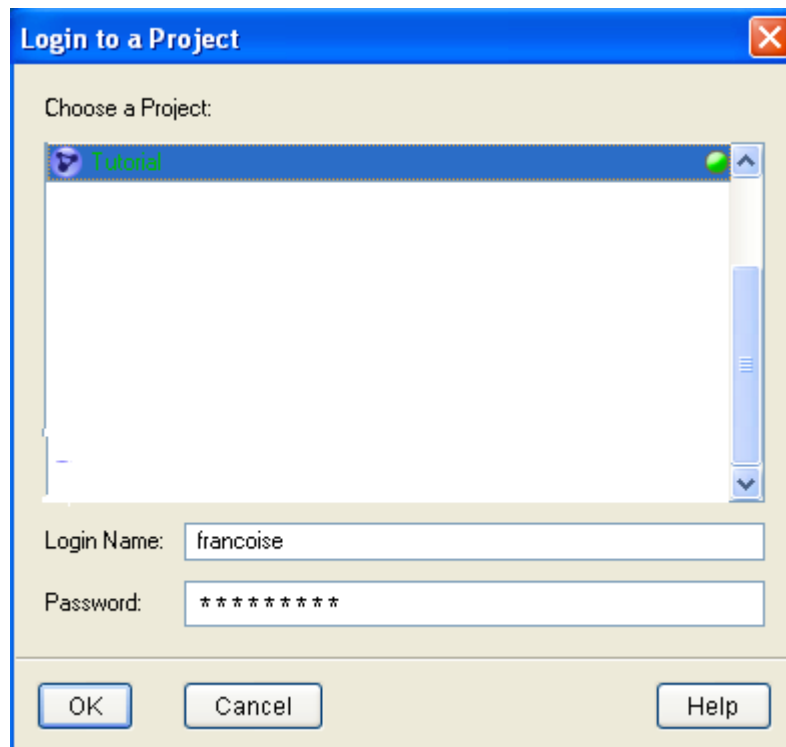 Login to a Project
Choose a Project:
Tutorial
Login Name: francoise
Password: *********
OK Cancel Help